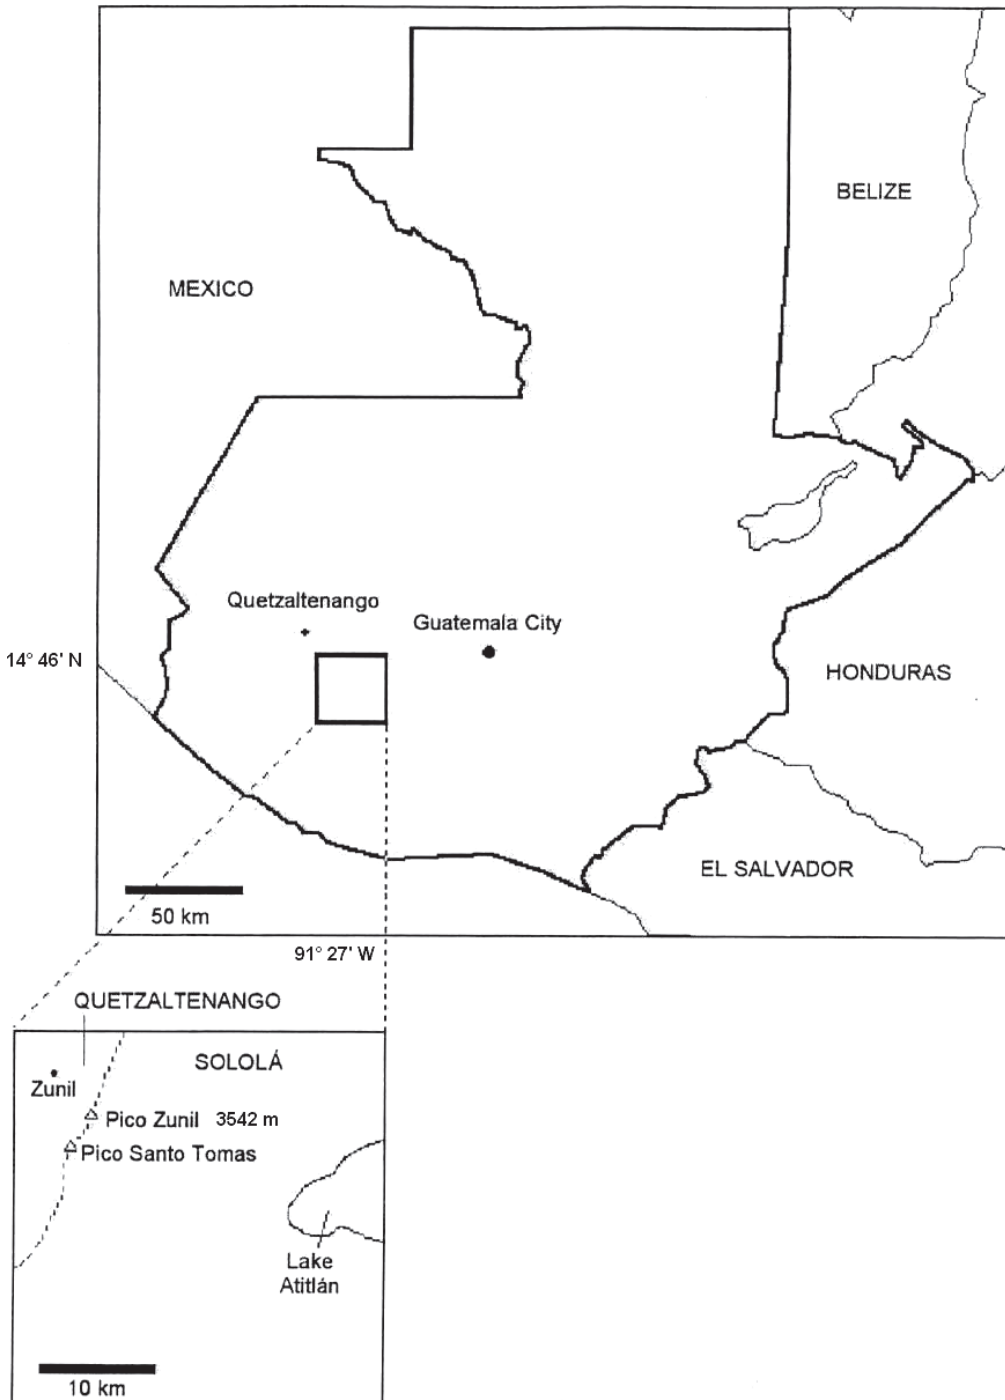 BELIZE
MEXICO
Quetzaltenango
Guatemala City
14° 46' N
HONDURAS
EL SALVADOR
50 km
91° 27' W
QUETZALTENANGO
SOLOLÁ
Zunil
Pico Zunil 3542 m
Pico Santo Tomas
Lake
Atitlán
10 km